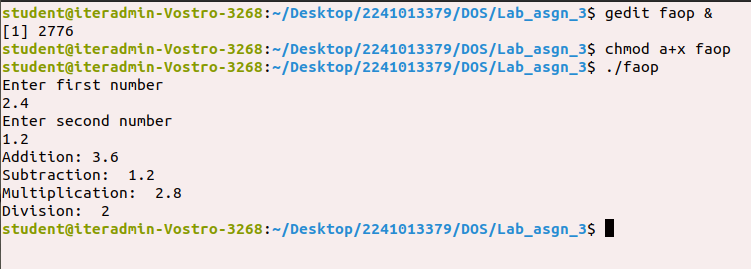 student@iteradmin-Vostro-3268:~/Desktop/2241013379/DOS/Lab_asgn_3$ gedit faop &
[1] 2776
student@iteradmin-Vostro-3268:~/Desktop/2241013379/DOS/Lab_asgn_3$ chmod a+x faop
student@iteradmin-Vostro-3268:~/Desktop/2241013379/DOS/Lab_asgn_3$ ./faop
Enter first number
2.4
Enter second number
1.2
Addition: 3.6
Subtraction:  1.2
Multiplication:  2.8
Division:  2
student@iteradmin-Vostro-3268:~/Desktop/2241013379/DOS/Lab_asgn_3$